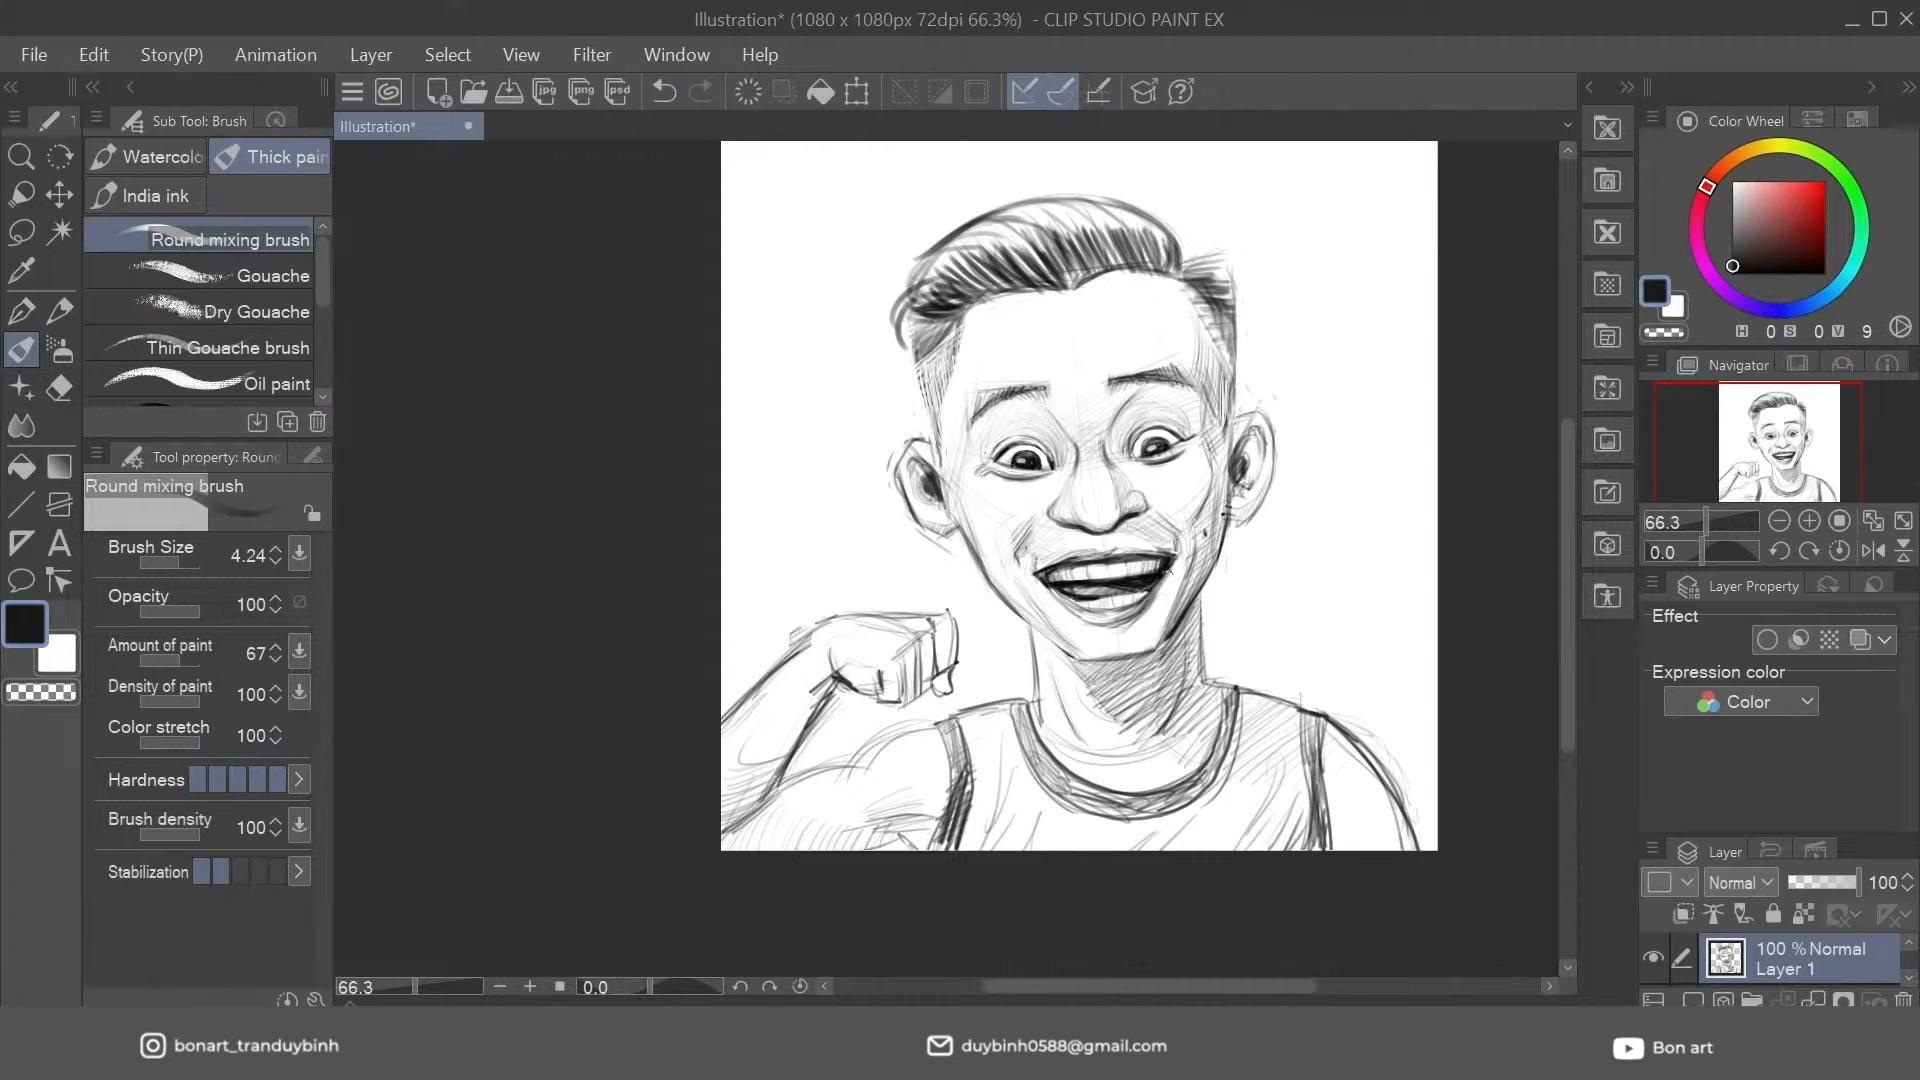 Illustration* (1080 x 1080px 72dpi 66.3%) - CLIP STUDIO PAINT EX
File Edit Story(P) Animation Layer Select View Filter Window Help
jpg png psd
Sub Tool: Brush
Illustration*
Color Wheel
Watercolo Thick pain
India ink
Round mixing brush
Gouache
Dry Gouache
Thin Gouache brush
Oil paint
H 0 S 0 V 9
Navigator
Tool property: Round
Round mixing brush
66.3
0.0
Brush Size 4.24
Opacity 100
Amount of paint 67
Density of paint 100
Color stretch 100
Hardness
Brush density 100
Stabilization
Layer Property
Effect
Expression color
Color
Layer
Normal 100
100 % Normal
Layer 1
66.3 0.0
bonart_tranduybinh duybinh0588@gmail.com Bon art